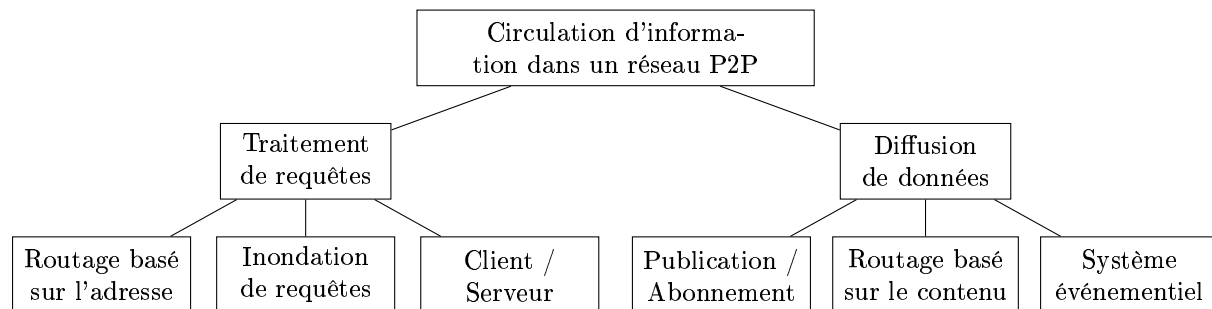 Circulation d'informa-
tion dans un réseau P2P
Traitement
de requêtes
Diffusion
de données
Routage basé
sur l'adresse
Inondation
de requêtes
Client /
Serveur
Publication /
Abonnement
Routage basé
sur le contenu
Système
événementiel